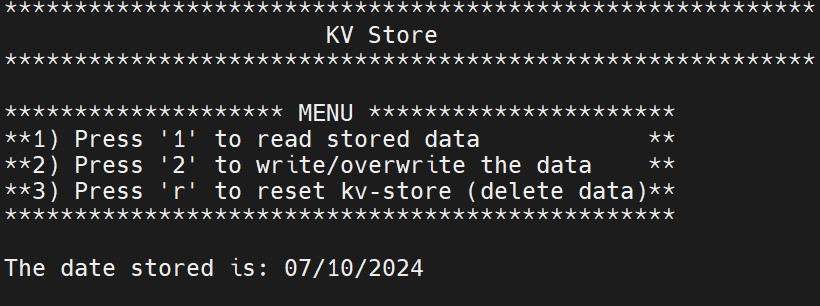 **********************************************************
KV Store
**********************************************************
******************** MENU **********************
**1) Press '1' to read stored data            **
**2) Press '2' to write/overwrite the data    **
**3) Press 'r' to reset kv-store (delete data)**
************************************************
The date stored is: 07/10/2024